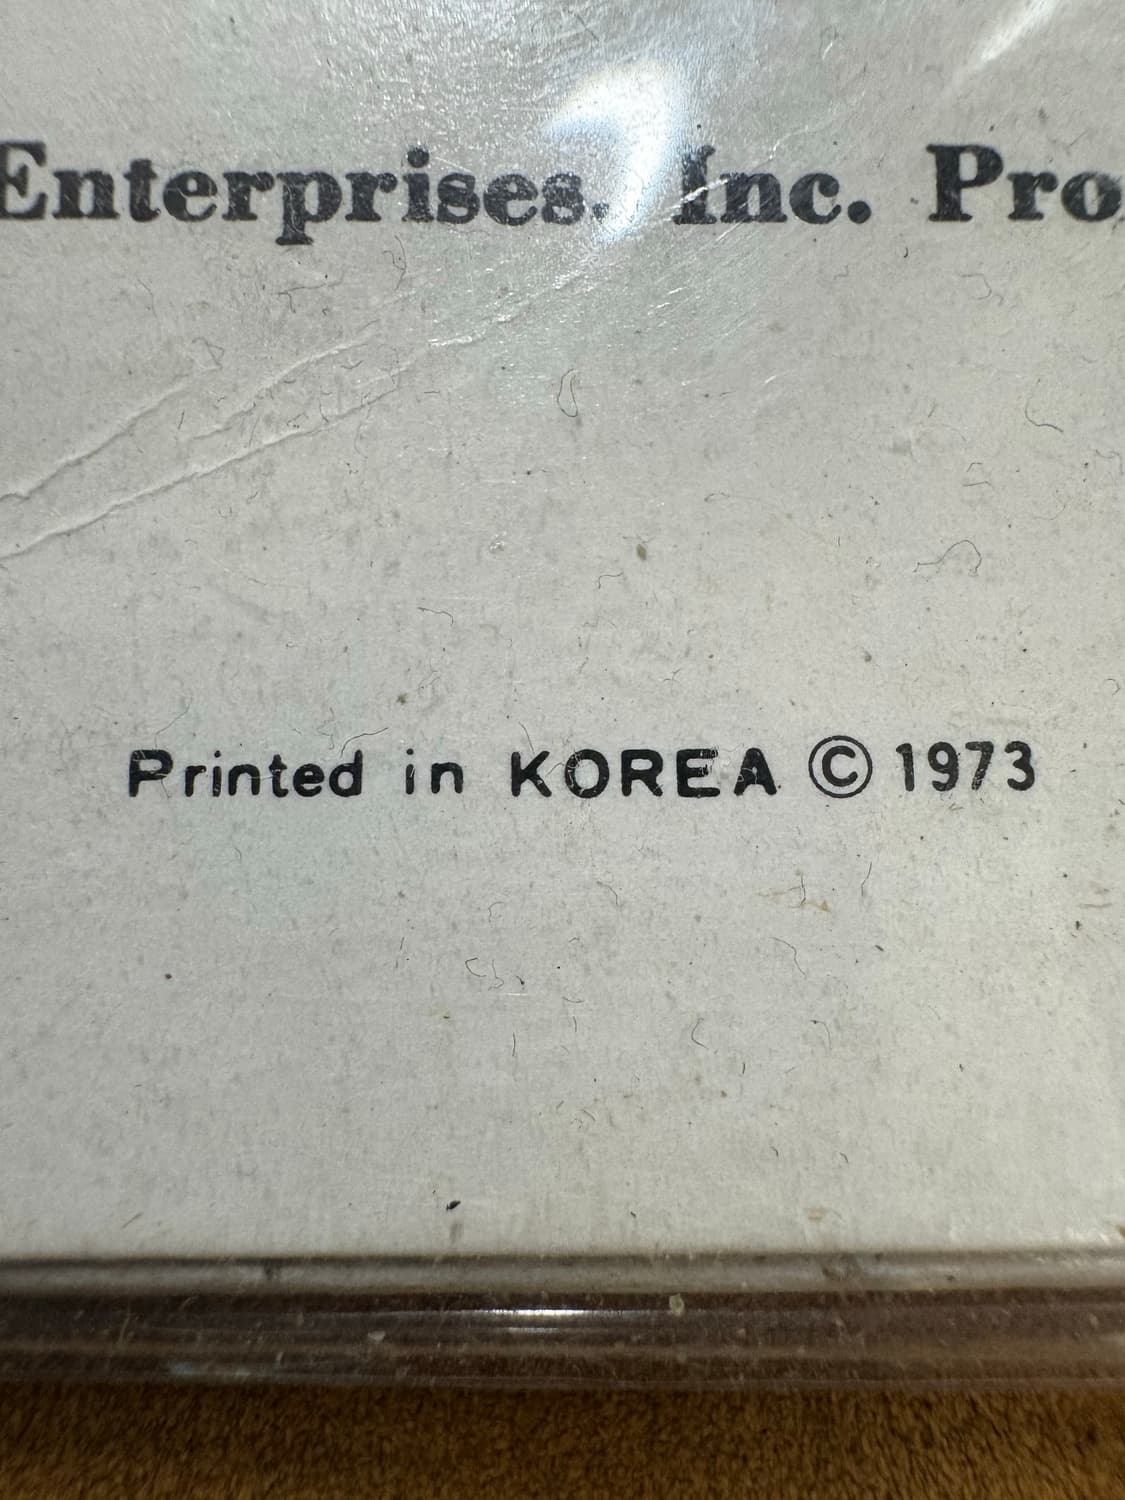 Enterprises. Inc. Pro
Printed in KOREA © 1973